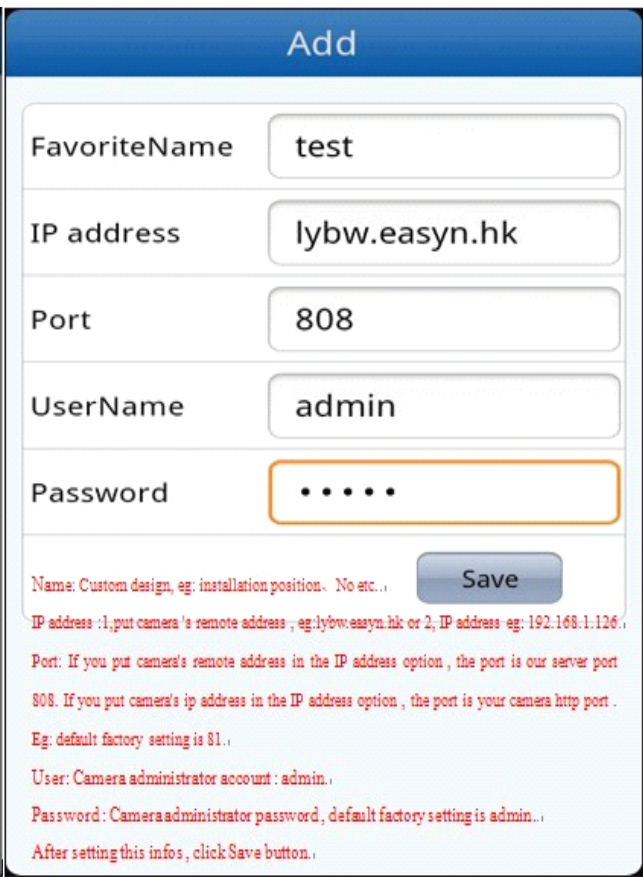 Add
FavoriteName test
IP address lybw.easyn.hk
Port 808
UserName admin
Password •••••
Save
Name: Custom design, eg: installation position、No etc..
IP address :1,put camera 's remote address , eg:lybw.easyn.hk or 2, IP address eg: 192.168.1.126.
Port: If you put camera's remote address in the IP address option , the port is our server port
808. If you put camera's ip address in the IP address option , the port is your camera http port .
Eg: default factory setting is 81.
User: Camera administrator account : admin.
Password : Camera administrator password , default factory setting is admin..
After setting this infos , click Save button.